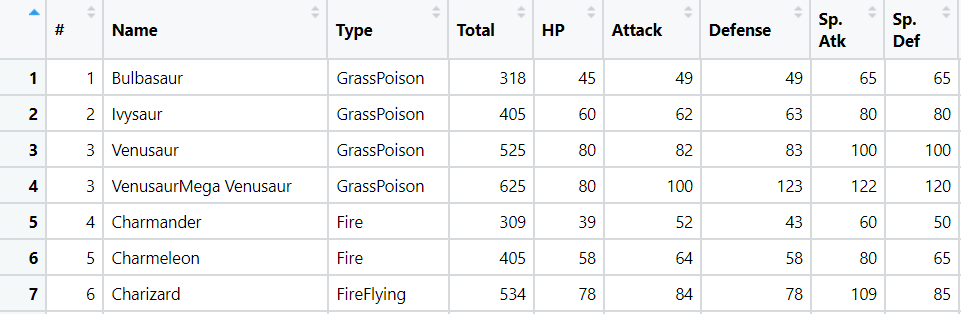 # Name Type Total HP Attack Defense Sp. Atk Sp. Def
1 1 Bulbasaur GrassPoison 318 45 49 49 65 65
2 2 Ivysaur GrassPoison 405 60 62 63 80 80
3 3 Venusaur GrassPoison 525 80 82 83 100 100
4 3 VenusaurMega Venusaur GrassPoison 625 80 100 123 122 120
5 4 Charmander Fire 309 39 52 43 60 50
6 5 Charmeleon Fire 405 58 64 58 80 65
7 6 Charizard FireFlying 534 78 84 78 109 85